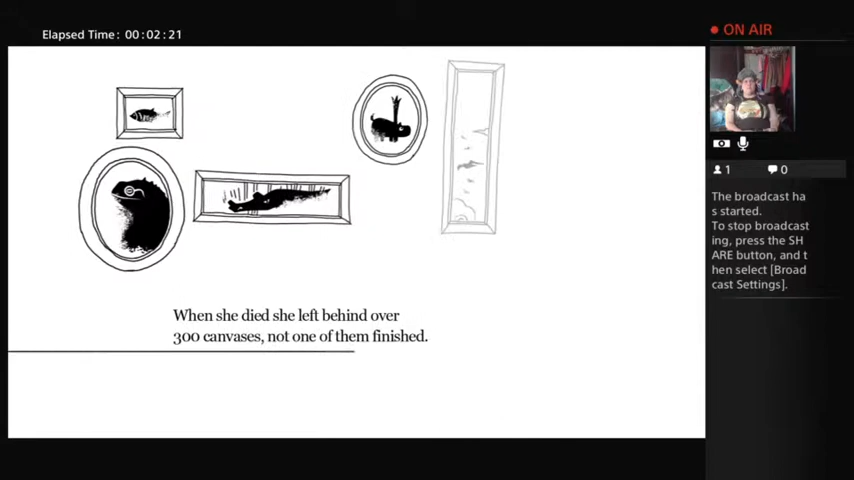 Elapsed Time: 00:02:21
ON AIR
1
0
The broadcast ha
s started.
To stop broadcast
ing, press the SH
ARE button, and t
hen select [Broad
cast Settings].
When she died she left behind over
300 canvases, not one of them finished.